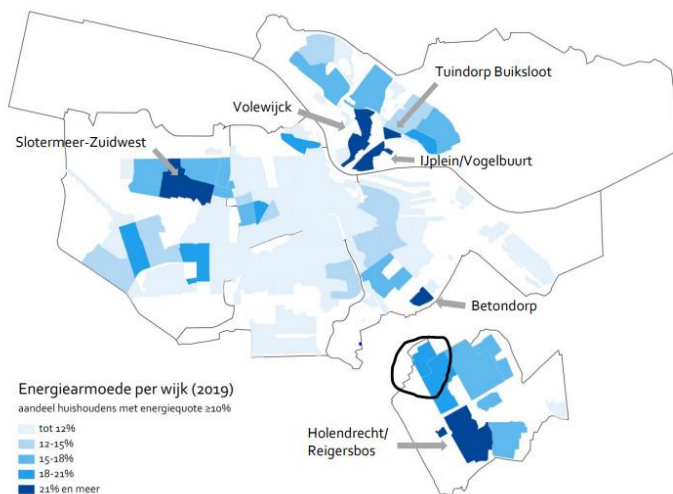 Tuindorp Buiksloot
Volewijck
Slotermeer-Zuidwest
IJplein/Vogelbuurt
Betondorp
Energiearmoede per wijk (2019)
aandeel huishoudens met energiequote ≥10%
tot 12%
12-15%
15-18%
18-21%
21% en meer
Holendrecht/
Reigersbos